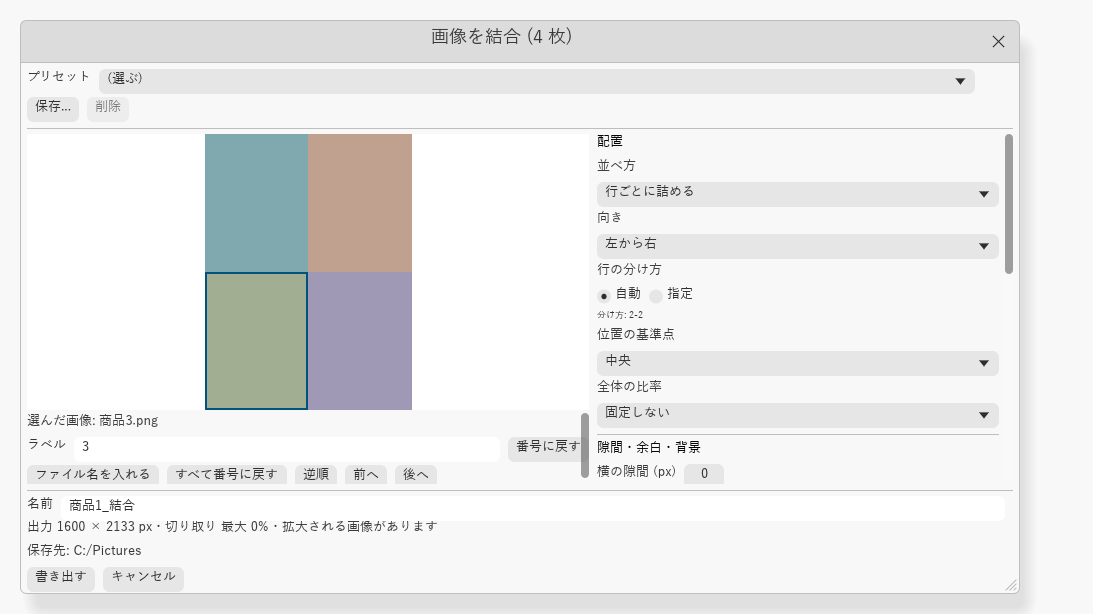 画像を結合 (4 枚)
プリセット (選ぶ)
保存... 削除
配置
並べ方
行ごとに詰める
向き
左から右
行の分け方
自動 指定
分け方: 2-2
位置の基準点
中央
全体の比率
固定しない
隙間・余白・背景
横の隙間 (px) 0
選んだ画像: 商品3.png
ラベル 3 番号に戻す
ファイル名を入れる すべて番号に戻す 逆順 前へ 後へ
名前 商品1_結合
出力 1600 × 2133 px・切り取り 最大 0%・拡大される画像があります
保存先: C:/Pictures
書き出す キャンセル